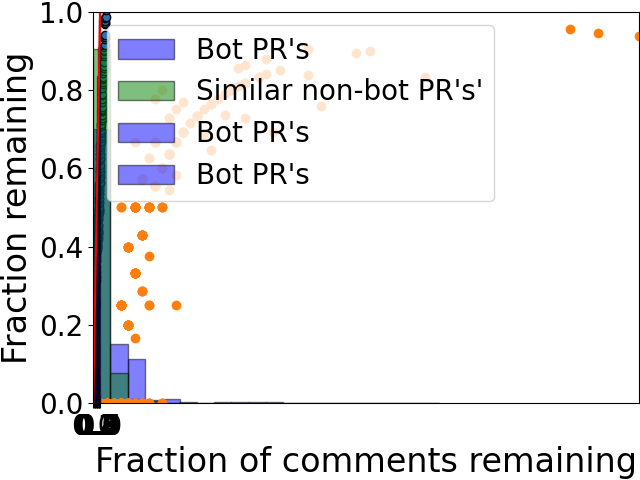 1.0
0.8
0.6
0.4
0.2
0.0
Fraction remaining
Bot PR's
Similar non-bot PR's'
Bot PR's
Bot PR's
Fraction of comments remaining